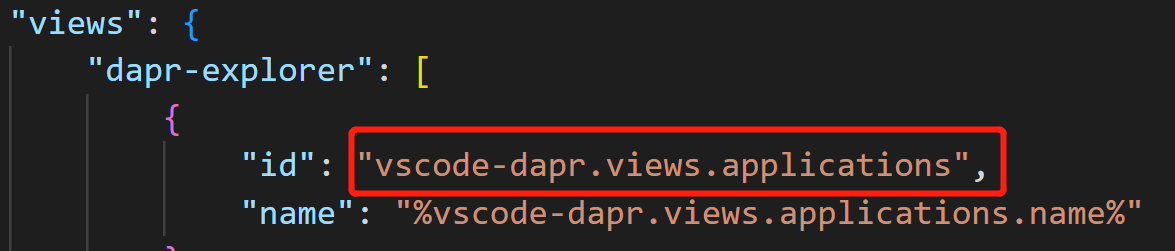 "views": {
"dapr-explorer": [
{
"id": "vscode-dapr.views.applications",
"name": "%vscode-dapr.views.applications.name%"
}